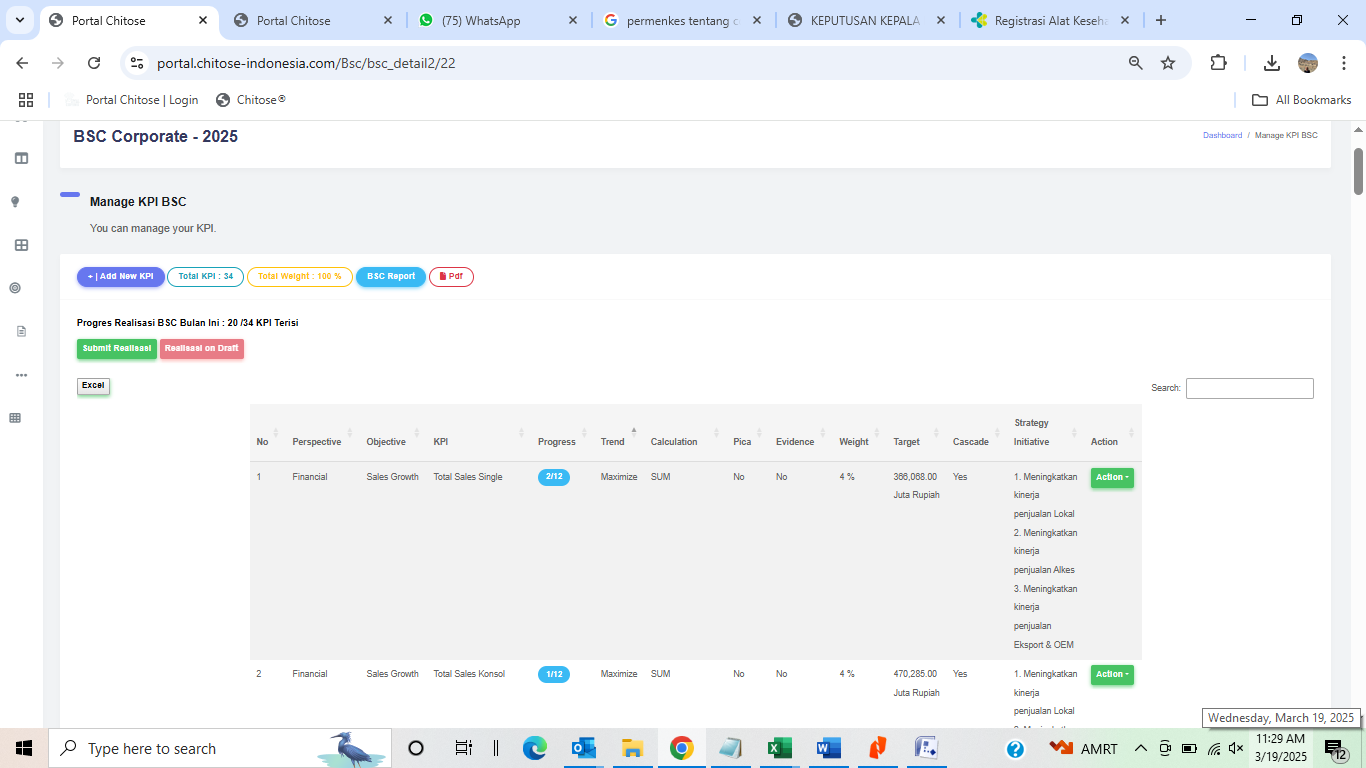 Portal Chitose
Portal Chitose
(75) WhatsApp
permenkes tentang c
KEPUTUSAN KEPALA
Registrasi Alat Keseh
portal.chitose-indonesia.com/Bsc/bsc_detail2/22
Portal Chitose | Login
Chitose®
All Bookmarks
BSC Corporate - 2025
Dashboard / Manage KPI BSC
Manage KPI BSC
You can manage your KPI.
+ | Add New KPI
Total KPI : 34
Total Weight : 100 %
BSC Report
Pdf
Progres Realisasi BSC Bulan Ini : 20 /34 KPI Terisi
Submit Realisasi
Realisasi on Draft
Excel
Search:
No Perspective Objective KPI Progress Trend Calculation Pica Evidence Weight Target Cascade Strategy Initiative Action
1 Financial Sales Growth Total Sales Single 2/12 Maximize SUM No No 4 % 366,068.00 Yes 1. Meningkatkan Action
Juta Rupiah kinerja
penjualan Lokal
2. Meningkatkan
kinerja
penjualan Alkes
3. Meningkatkan
kinerja
penjualan
Eksport & OEM
2 Financial Sales Growth Total Sales Konsol 1/12 Maximize SUM No No 4 % 470,285.00 Yes 1. Meningkatkan Action
Juta Rupiah kinerja
penjualan Lokal
Wednesday, March 19, 2025
Type here to search
AMRT
11:29 AM
3/19/2025
12